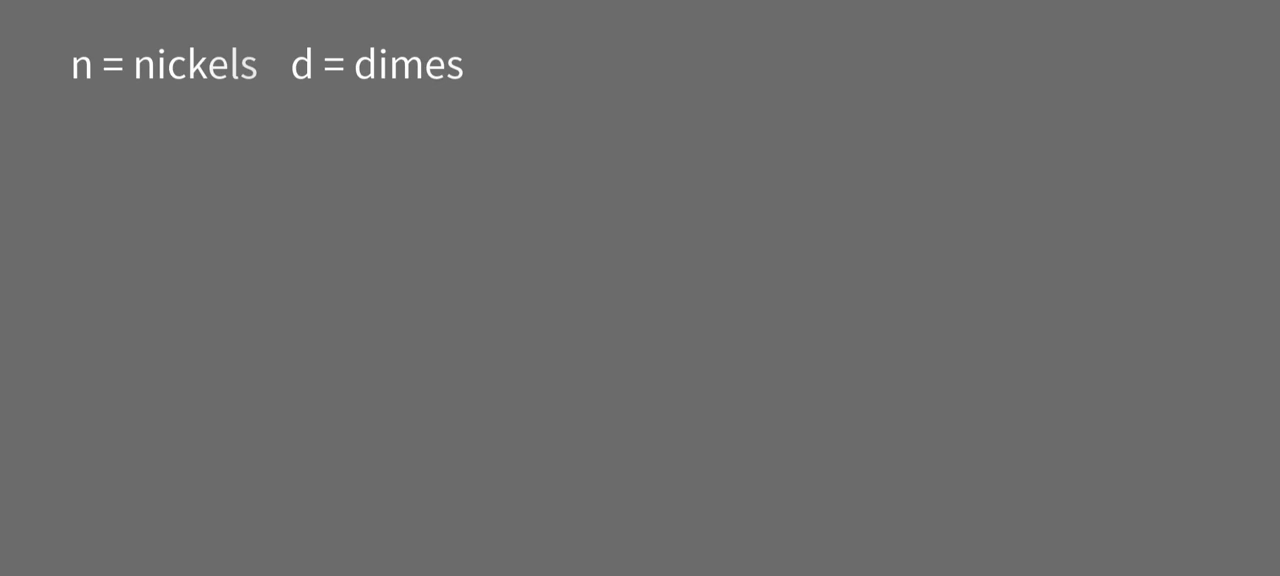 n = nickels d = dimes